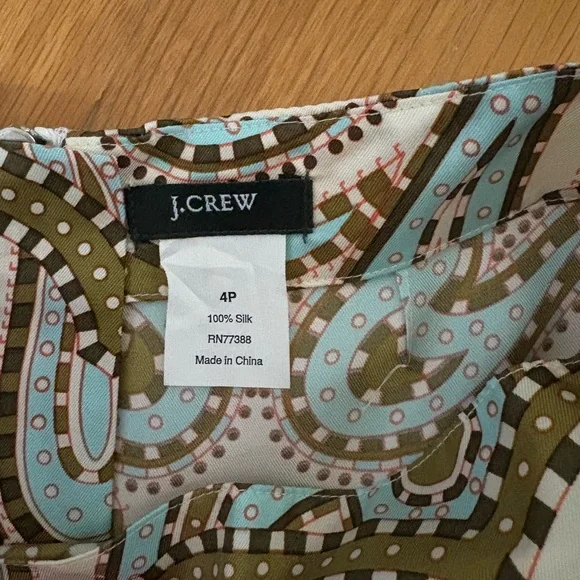 J.CREW
4P
100% Silk
RN77388
Made in China